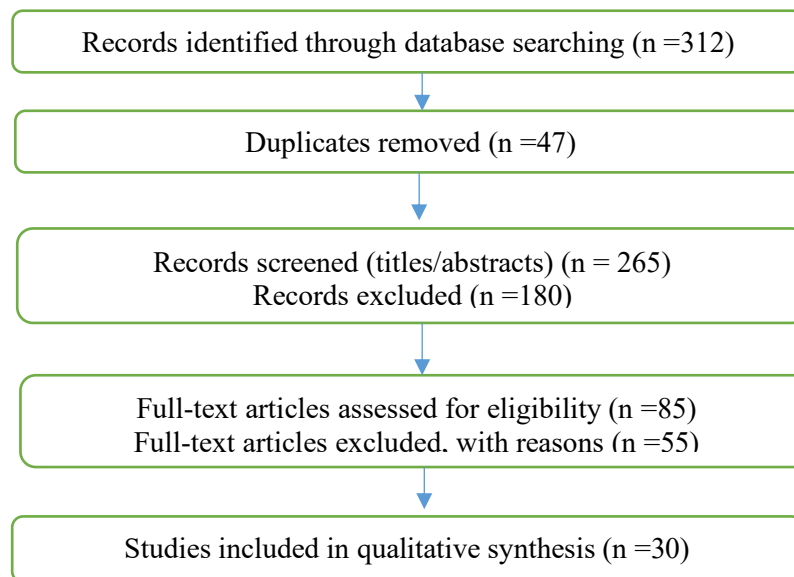 Records identified through database searching (n =312)
Duplicates removed (n =47)
Records screened (titles/abstracts) (n = 265)
Records excluded (n =180)
Full-text articles assessed for eligibility (n =85)
Full-text articles excluded, with reasons (n =55)
Studies included in qualitative synthesis (n =30)